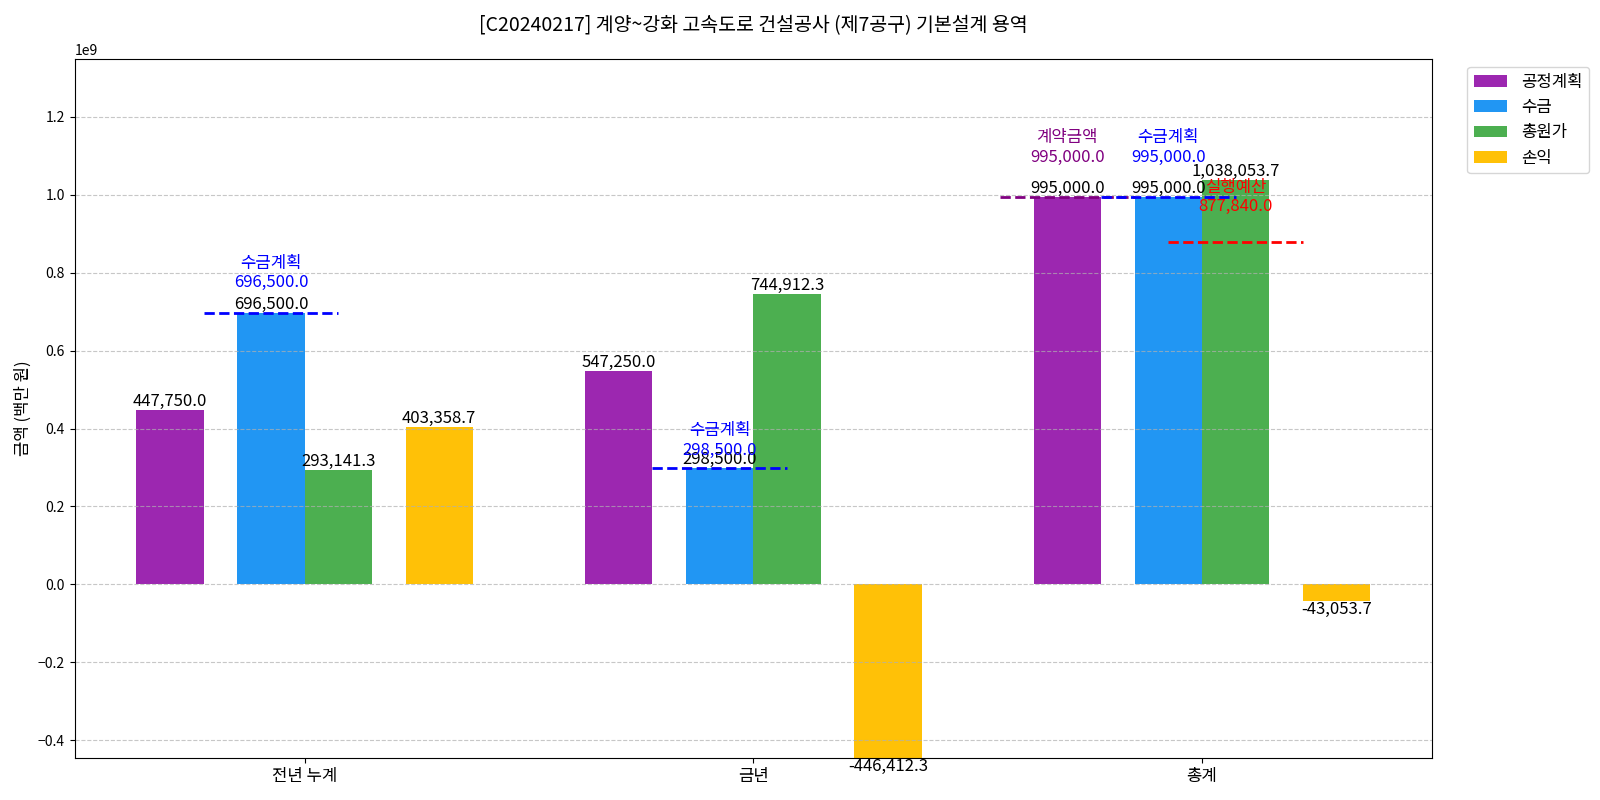 [C20240217] 계양~강화 고속도로 건설공사 (제7공구) 기본설계 용역
1e9
공정계획
수금
총원가
손익
1.2
1.0
0.8
0.6
0.4
0.2
0.0
−0.2
−0.4
금액 (백만 원)
447,750.0
수금계획
696,500.0
696,500.0
293,141.3
403,358.7
547,250.0
수금계획
298,500.0
298,500.0
744,912.3
-446,412.3
계약금액
995,000.0
995,000.0
수금계획
995,000.0
995,000.0
1,038,053.7
실행예산
877,840.0
-43,053.7
전년 누계
금년
총계